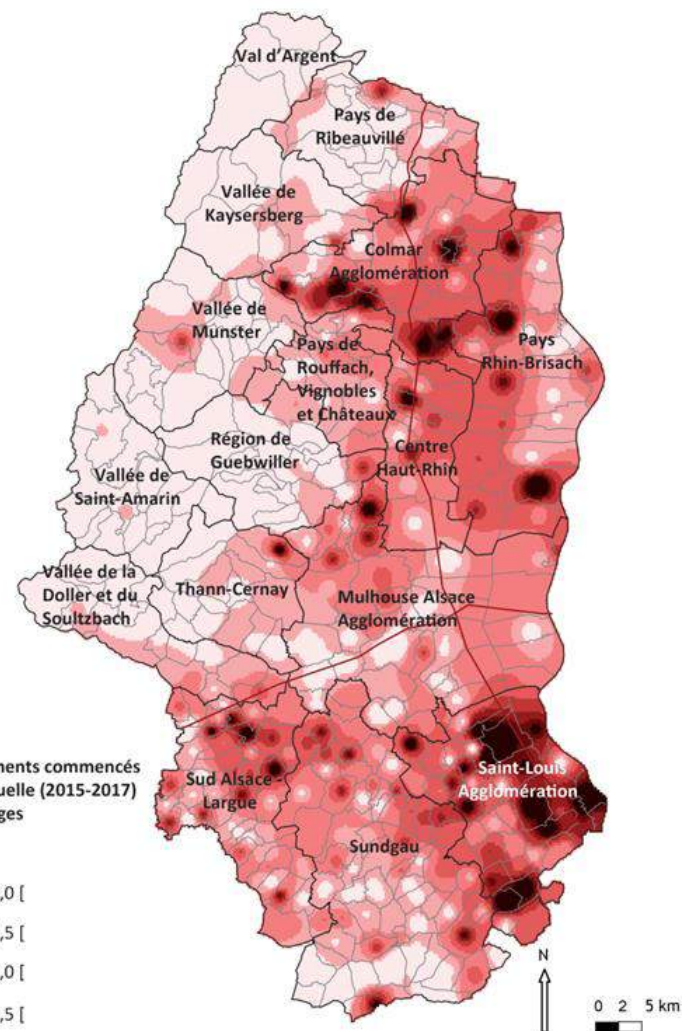 Val d'Argent
Pays de
Ribeauvillé
Vallée de
Kaysersberg
Colmar
Agglomération
Vallée de
Munster
Pays de
Rouffach,
Vignobles
et Châteaux
Pays
Rhin-Brisach
Région de
Guebwiller
Centre
Haut-Rhin
Vallée de
Saint-Amarin
Vallée de la
Doller et du
Soultzbach
Thann-Cernay
Mulhouse Alsace
Agglomération
ments commencés
uelle (2015-2017)
ges
,0 [
,5 [
,0 [
,5 [
Sud Alsace
Largue
Saint-Louis
Agglomération
Sundgau
N
0 2 5 km